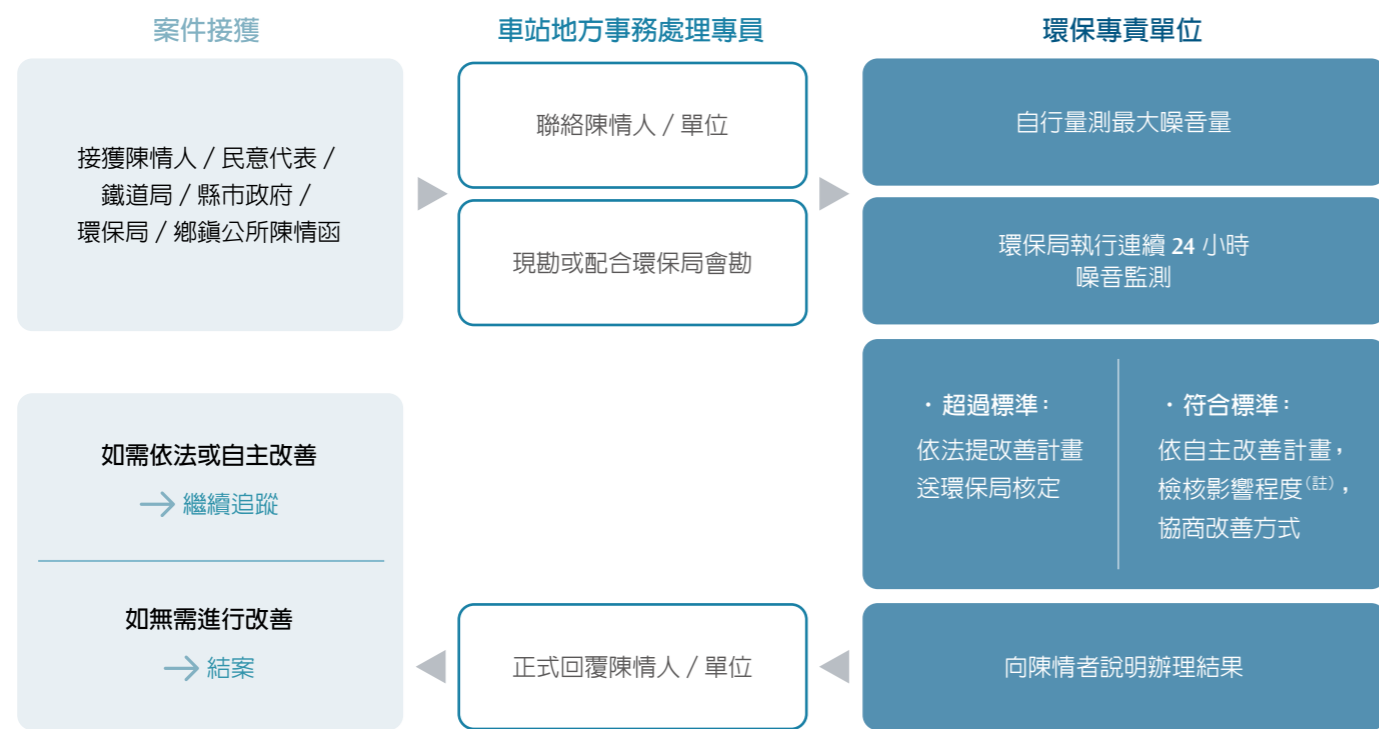 案件接獲
車站地方事務處理專員
環保專責單位
接獲陳情人 / 民意代表 /
鐵道局 / 縣市政府 /
環保局 / 鄉鎮公所陳情函
聯絡陳情人 / 單位
現勘或配合環保局會勘
自行量測最大噪音量
環保局執行連續 24 小時
噪音監測
・超過標準：
依法提改善計畫
送環保局核定
・符合標準：
依自主改善計畫，
檢核影響程度(註)，
協商改善方式
向陳情者說明辦理結果
正式回覆陳情人 / 單位
如需依法或自主改善
→ 繼續追蹤
如無需進行改善
→ 結案